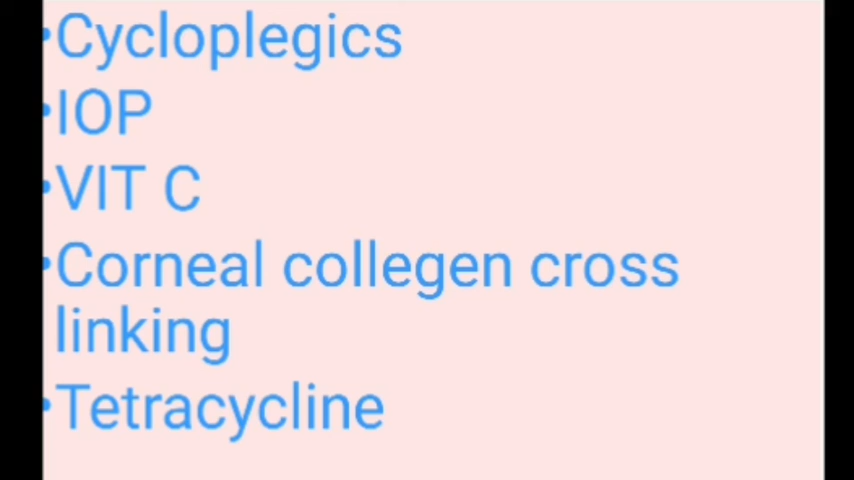 •Cycloplegics
•IOP
•VIT C
•Corneal collegen cross
linking
•Tetracycline